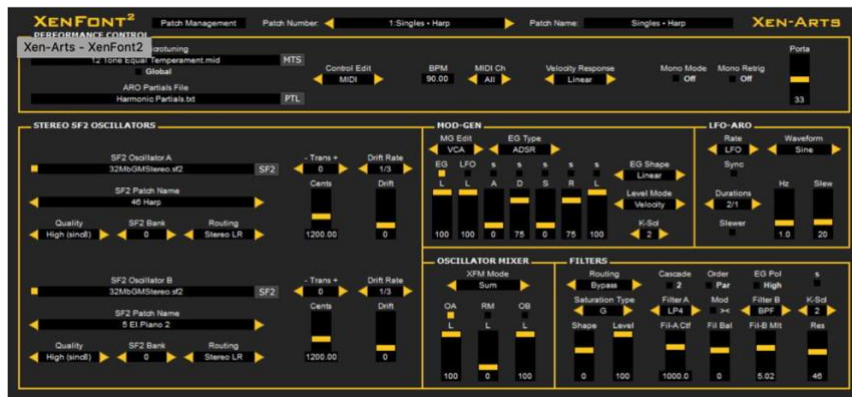 XENFONT² Patch Management Patch Number: 1:Singles • Harp Patch Name: Singles • Harp XEN-ARTS
PERFORMANCE CONTROL
Xen-Arts - XenFont2
12 Tone Equal Temperament.mid MTS
Global
ARO Partials File
Harmonic Partials.txt PTL
Control Edit BPM MIDI Ch Velocity Response Mono Mode Mono Retrig Porta
MIDI 90.00 All Linear Off Off
33
STEREO SF2 OSCILLATORS
SF2 Oscillator A - Trans + Drift Rate
32MbGMStereo.sf2 SF2 0 1/3
SF2 Patch Name Cents Drift
46 Harp
Quality SF2 Bank Routing
High (sinc8) 0 Stereo LR 1200.00 0
SF2 Oscillator B - Trans + Drift Rate
32MbGMStereo.sf2 SF2 0 1/3
SF2 Patch Name Cents Drift
5 El.Piano 2
Quality SF2 Bank Routing
High (sinc8) 0 Stereo LR 1200.00 0
MOD-GEN
MG Edit EG Type
VCA ADSR
EG LFO s s s s s EG Shape
Linear
L L A D S R L Level Mode
Velocity
K-Scl
100 100 0 75 0 75 100 2
LFO-ARO
Rate Waveform
LFO Sine
Sync
Durations Hz Slew
2/1
Slewer
1.0 20
OSCILLATOR MIXER
XFM Mode
Sum
OA RM OB
L L L
100 0 100
FILTERS
Routing Cascade Order EG Pol s
Bypass 2 Par High
Saturation Type Filter A Mod Filter B K-Scl
G LP4 >< BPF 2
Shape Level Fil-A Ctf Fil Bal Fil-B Mlt Res
0 100 1000.0 0 5.02 46